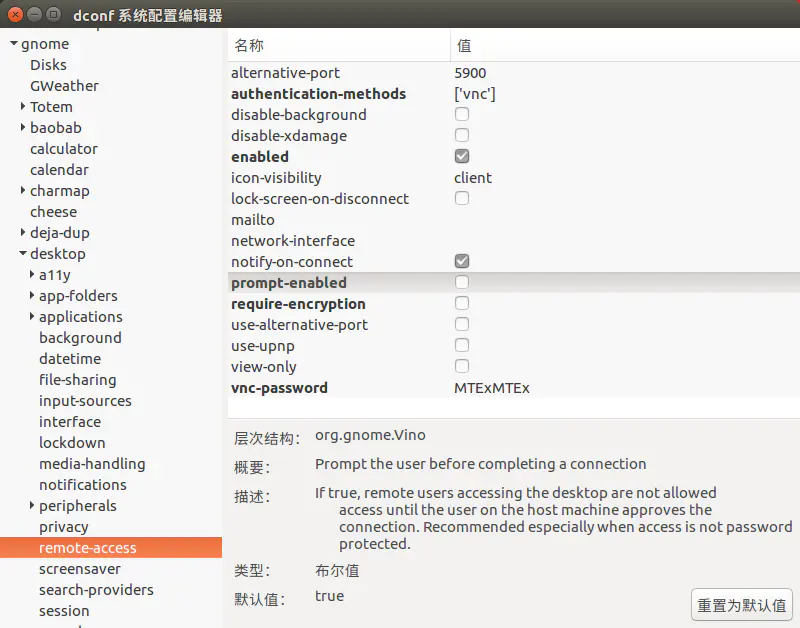 dconf 系统配置编辑器
gnome
Disks
GWeather
Totem
baobab
calculator
calendar
charmap
cheese
deja-dup
desktop
a11y
app-folders
applications
background
datetime
file-sharing
input-sources
interface
lockdown
media-handling
notifications
peripherals
privacy
remote-access
screensaver
search-providers
session
名称 值
alternative-port 5900
authentication-methods ['vnc']
disable-background
disable-xdamage
enabled
icon-visibility client
lock-screen-on-disconnect
mailto
network-interface
notify-on-connect
prompt-enabled
require-encryption
use-alternative-port
use-upnp
view-only
vnc-password MTExMTEx
层次结构: org.gnome.Vino
概要: Prompt the user before completing a connection
描述: If true, remote users accessing the desktop are not allowed
access until the user on the host machine approves the
connection. Recommended especially when access is not password
protected.
类型: 布尔值
默认值: true
重置为默认值